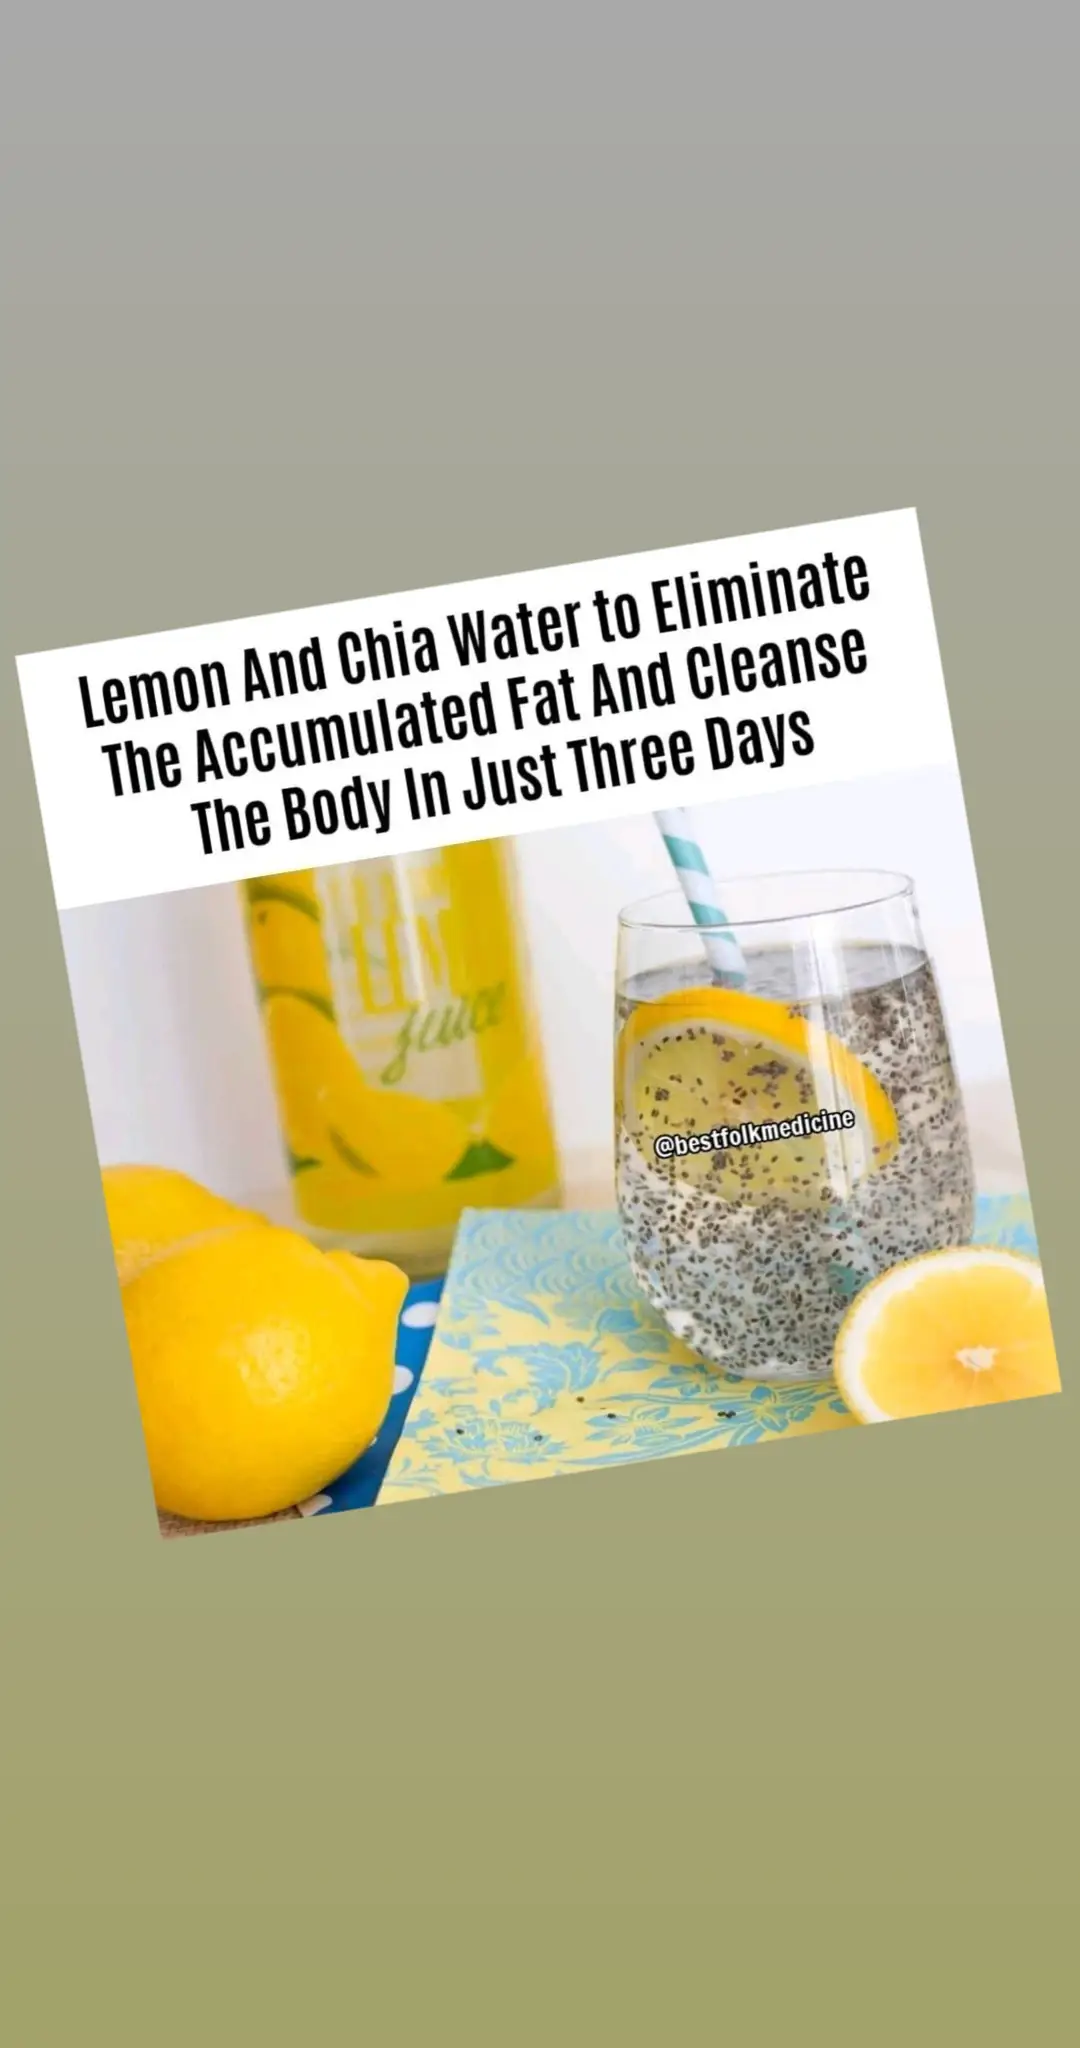 Lemon And Chia Water to Eliminate
The Accumulated Fat And Cleanse
The Body In Just Three Days
juice
@bestfolkmedicine